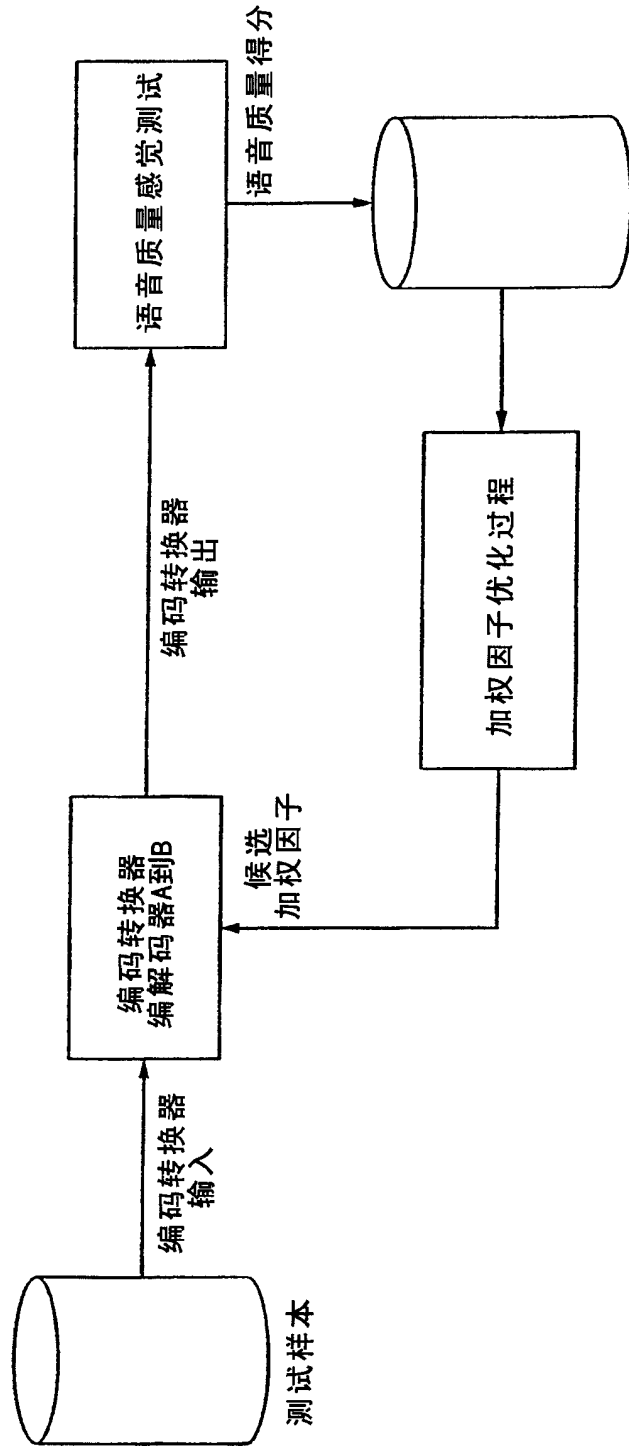 测试样本
编码转换器
输入
编码转换器
编解码器A到B
编码转换器
输出
语音质量感觉测试
语音质量得分
加权因子优化过程
候选
加权因子